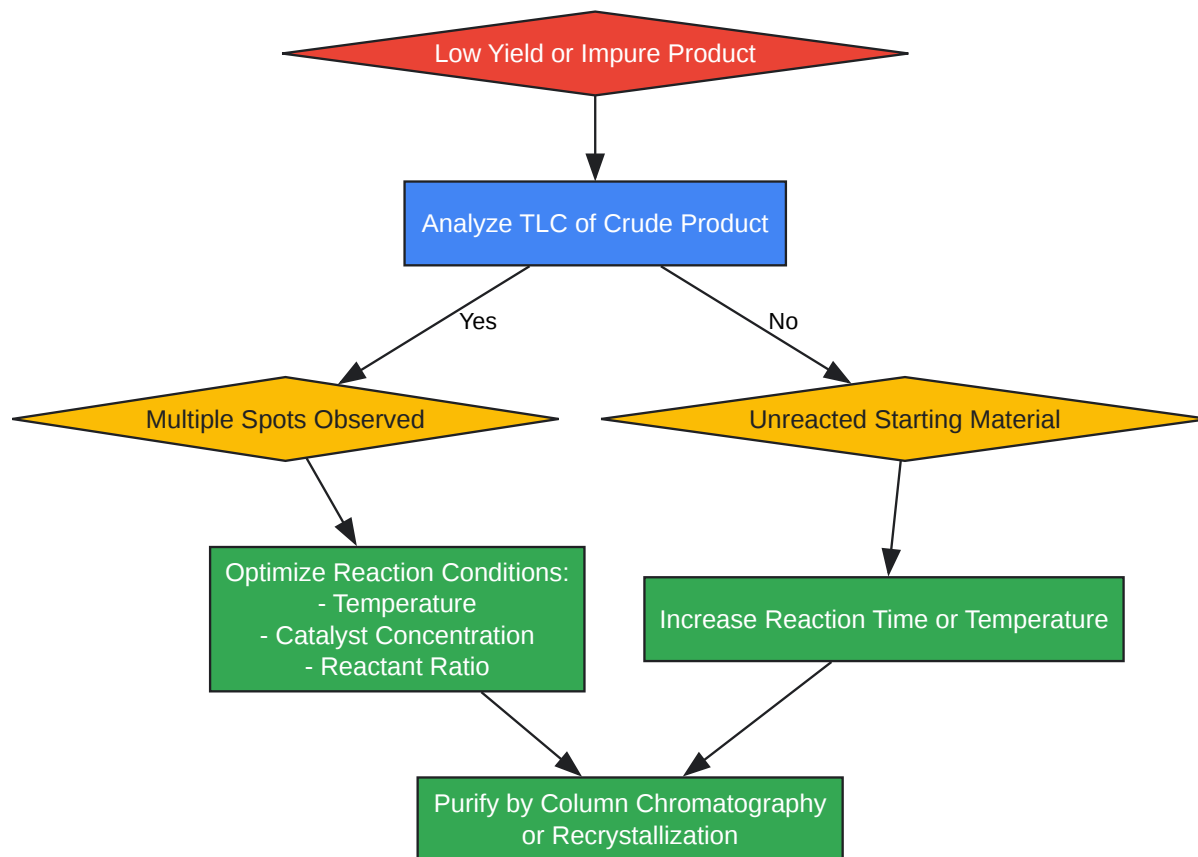 Low Yield or Impure Product
Analyze TLC of Crude Product
Yes
No
Multiple Spots Observed
Unreacted Starting Material
Optimize Reaction Conditions:
- Temperature
- Catalyst Concentration
- Reactant Ratio
Increase Reaction Time or Temperature
Purify by Column Chromatography
or Recrystallization